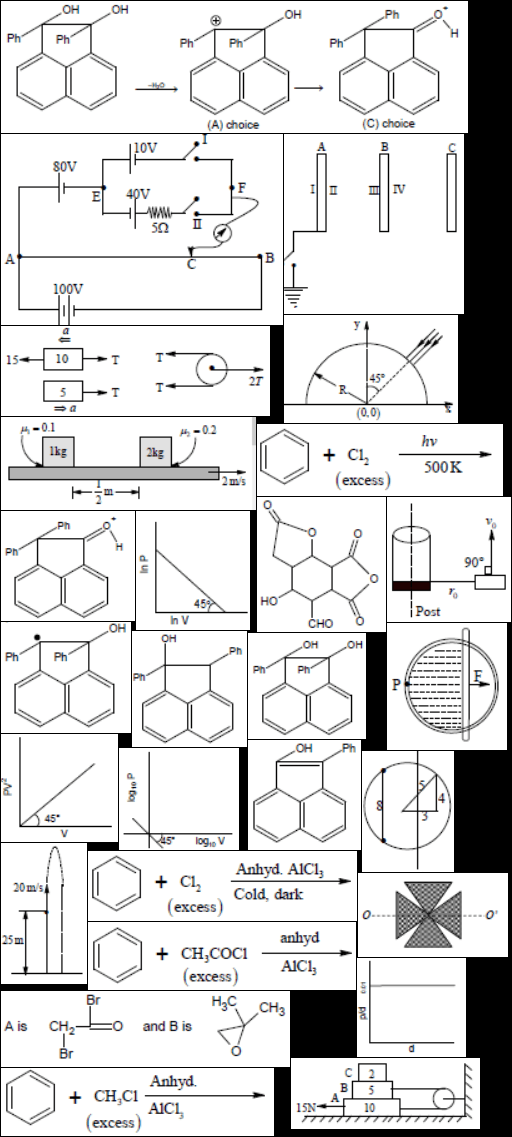 OH OH
Ph
Ph
–H₂O
⊕ OH
Ph Ph
(A) choice
Ph
Ph
O⁺
H
(C) choice
10V I
80V
E F
40V
5Ω II
A C B
100V
A B C
I II III IV
a
⇐
15 10 T
5 T
⇒ a
T
T
2T
y
R 45°
(0, 0) x
μ₁ = 0.1 μ₂ = 0.2
1kg 2kg
2 m/s
1/2 m
+ Cl₂
(excess)
hν
500 K
Ph
Ph
O⁺
H
ln P
45°
ln V
O O
O
O
HO
CHO O
v₀
90°
r₀
Post
OH
Ph Ph
OH
Ph
OH OH
Ph Ph
P F
PV²
45°
V
log₁₀ P
45° log₁₀ V
OH Ph
8 5 4
3
20 m/s
25 m
+ Cl₂
(excess)
Anhyd. AlCl₃
Cold, dark
O O'
+ CH₃COCl
(excess)
anhyd
AlCl₃
p/d
d
A is
Br
CH₂ O
Br
and B is
H₃C CH₃
O
+ CH₃Cl
(excess)
Anhyd.
AlCl₃
C 2
B 5
A 10
15N